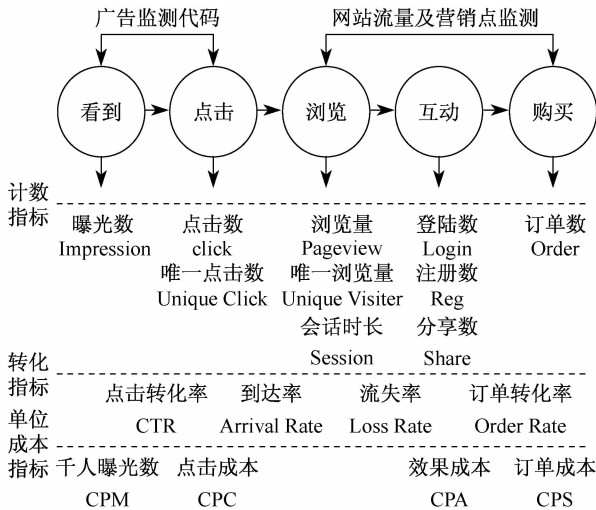 广告监测代码
网站流量及营销点监测
看到
点击
浏览
互动
购买
计数
指标
曝光数
点击数
浏览量
登陆数
订单数
Impression
click
Pageview
Login
Order
唯一点击数
唯一浏览量
注册数
Unique Click
Unique Visiter
Reg
会话时长
分享数
Session
Share
转化
指标
点击转化率
到达率
流失率
订单转化率
CTR
Arrival Rate
Loss Rate
Order Rate
单位
成本
指标
千人曝光数
点击成本
效果成本
订单成本
CPM
CPC
CPA
CPS